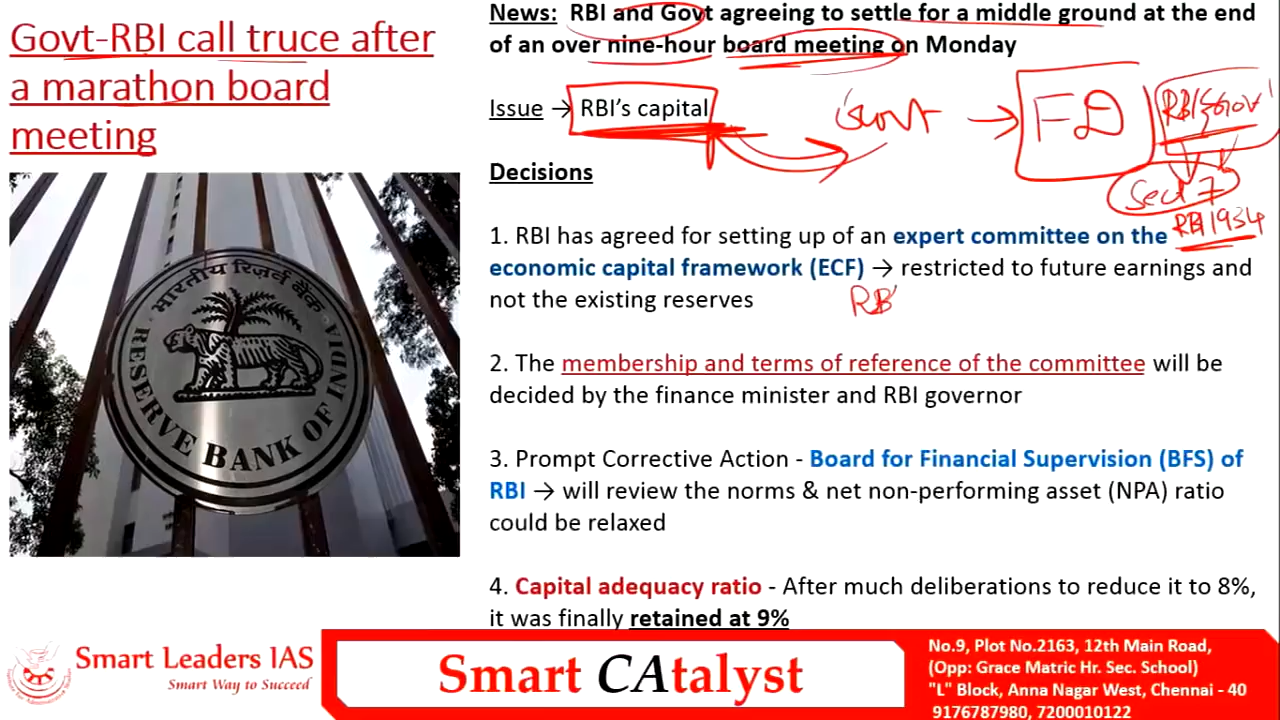 Govt-RBI call truce after
a marathon board
meeting
भारतीय रिज़र्व बैंक
RESERVE BANK OF INDIA
News: RBI and Govt agreeing to settle for a middle ground at the end
of an over nine-hour board meeting on Monday
Issue → RBI's capital
Govt → FD
RBI & Gov
Sect 7
RBI 1934
Decisions
1. RBI has agreed for setting up of an expert committee on the
economic capital framework (ECF) → restricted to future earnings and
not the existing reserves
RB
2. The membership and terms of reference of the committee will be
decided by the finance minister and RBI governor
3. Prompt Corrective Action - Board for Financial Supervision (BFS) of
RBI → will review the norms & net non-performing asset (NPA) ratio
could be relaxed
4. Capital adequacy ratio - After much deliberations to reduce it to 8%,
it was finally retained at 9%
Smart Leaders IAS
Smart Way to Succeed
Smart CAtalyst
No.9, Plot No.2163, 12th Main Road,
(Opp: Grace Matric Hr. Sec. School)
"L" Block, Anna Nagar West, Chennai - 40
9176787980, 7200010122